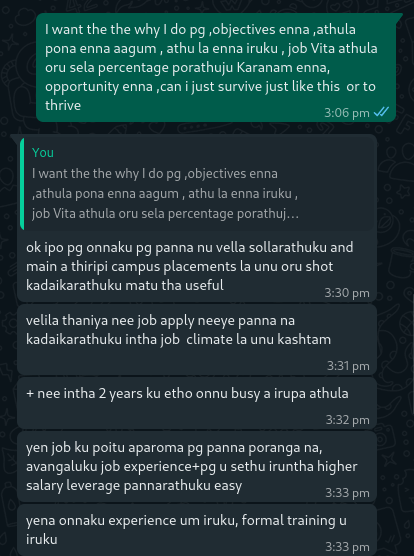 I want the the why I do pg ,objectives enna ,athula
pona enna aagum , athu la enna iruku , job Vita athula
oru sela percentage porathuju Karanam enna,
opportunity enna ,can i just survive just like this  or to
thrive
3:06 pm
You
I want the the why I do pg ,objectives enna
,athula pona enna aagum , athu la enna iruku ,
job Vita athula oru sela percentage porathuj...
ok ipo pg onnaku pg panna nu vella sollarathuku and
main a thiripi campus placements la unu oru shot
kadaikarathuku matu tha useful
3:30 pm
velila thaniya nee job apply neeye panna na
kadaikarathuku intha job  climate la unu kashtam
3:31 pm
+ nee intha 2 years ku etho onnu busy a irupa athula
3:32 pm
yen job ku poitu aparoma pg panna poranga na,
avangaluku job experience+pg u sethu iruntha higher
salary leverage pannarathuku easy
3:33 pm
yena onnaku experience um iruku, formal training u
iruku
3:33 pm